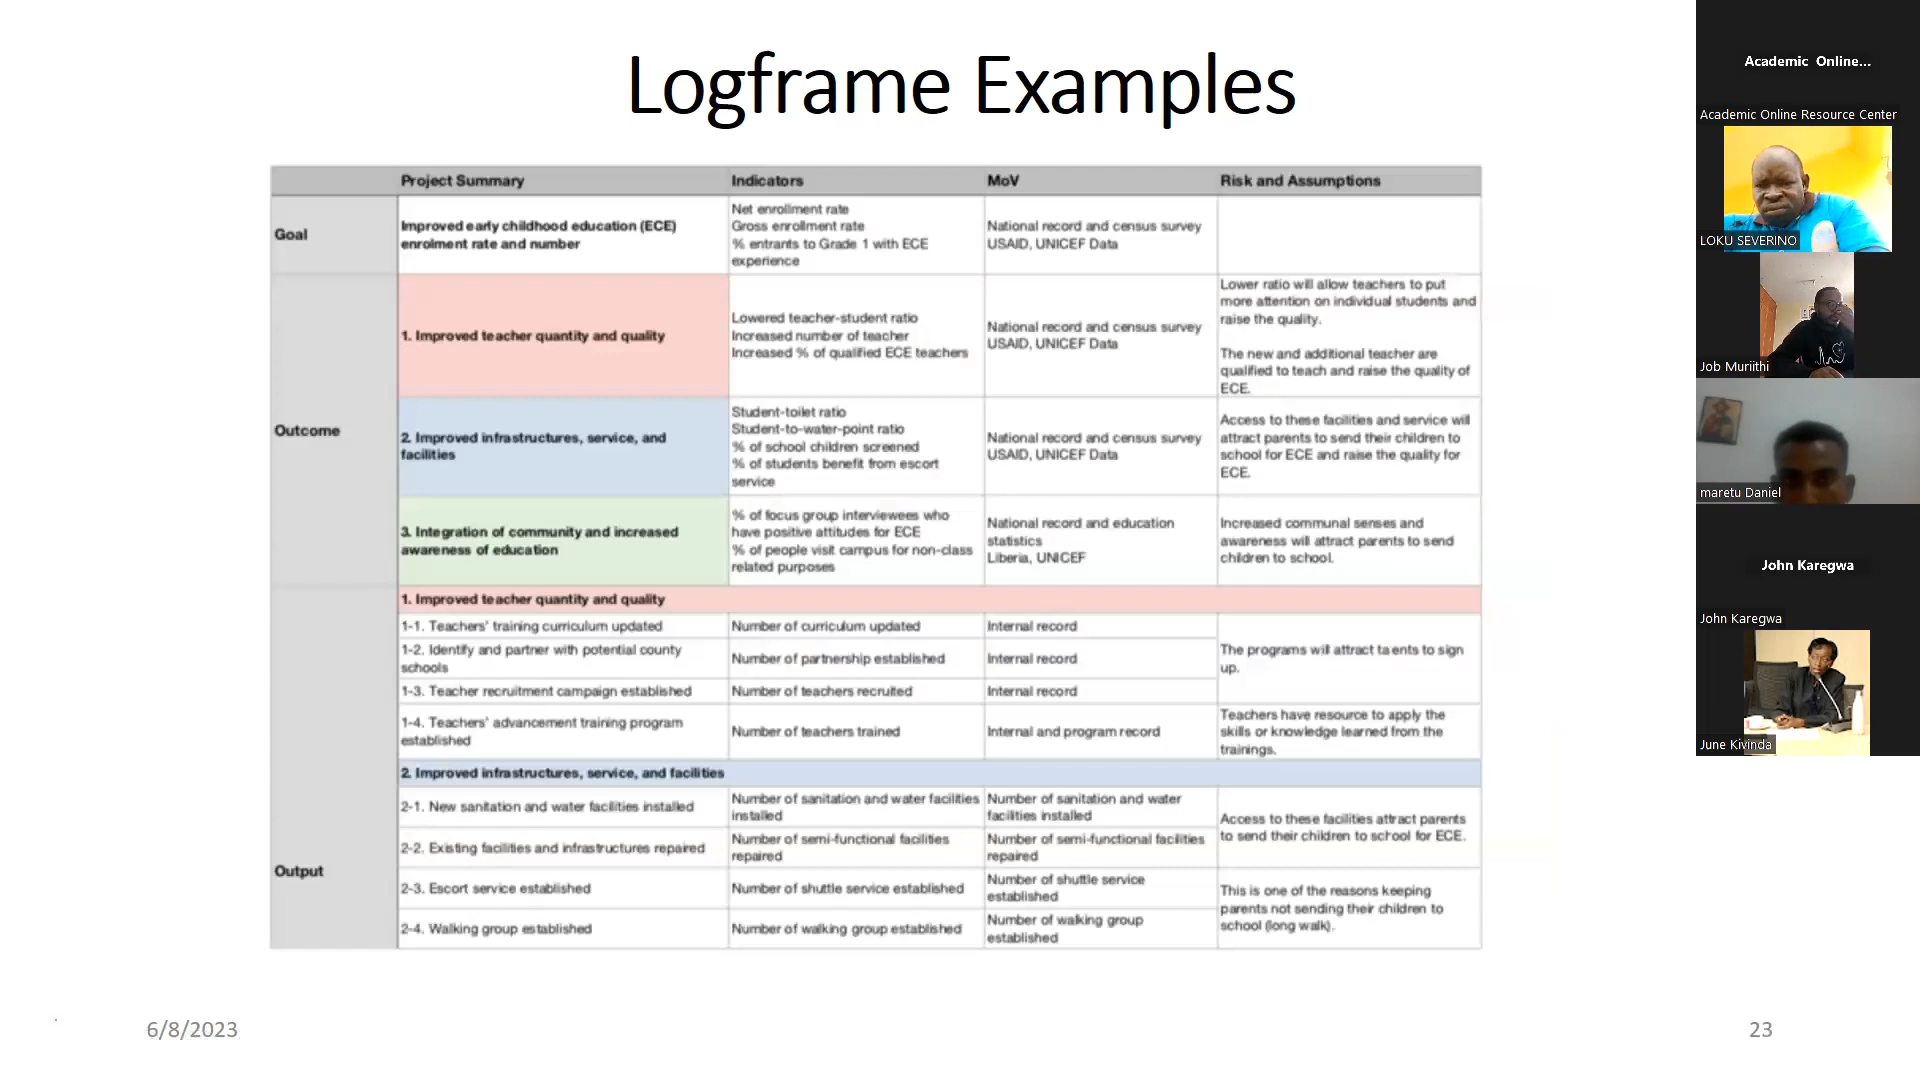 Logframe Examples
Project Summary
Indicators
MoV
Risk and Assumptions
Goal
Improved early childhood education (ECE)
enrolment rate and number
Net enrollment rate
Gross enrollment rate
% entrants to Grade 1 with ECE
experience
National record and census survey
USAID, UNICEF Data
Outcome
1. Improved teacher quantity and quality
Lowered teacher-student ratio
Increased number of teacher
Increased % of qualified ECE teachers
National record and census survey
USAID, UNICEF Data
Lower ratio will allow teachers to put
more attention on individual students and
raise the quality.
The new and additional teacher are
qualified to teach and raise the quality of
ECE.
2. Improved infrastructures, service, and
facilities
Student-toilet ratio
Student-to-water-point ratio
% of school children screened
% of students benefit from escort
service
National record and census survey
USAID, UNICEF Data
Access to these facilities and service will
attract parents to send their children to
school for ECE and raise the quality for
ECE.
3. Integration of community and increased
awareness of education
% of focus group interviewees who
have positive attitudes for ECE
% of people visit campus for non-class
related purposes
National record and education
statistics
Liberia, UNICEF
Increased communal senses and
awareness will attract parents to send
children to school.
Output
1. Improved teacher quantity and quality
1-1. Teachers' training curriculum updated
Number of curriculum updated
Internal record
1-2. Identify and partner with potential county
schools
Number of partnership established
Internal record
The programs will attract ta ents to sign
up.
1-3. Teacher recruitment campaign established
Number of teachers recruited
Internal record
1-4. Teachers' advancement training program
established
Number of teachers trained
Internal and program record
Teachers have resource to apply the
skills or knowledge learned from the
trainings.
2. Improved infrastructures, service, and facilities
2-1. New sanitation and water facilities installed
Number of sanitation and water facilities
installed
Number of sanitation and water
facilities installed
Access to these facilities attract parents
to send their children to school for ECE.
2-2. Existing facilities and infrastructures repaired
Number of semi-functional facilities
repaired
Number of semi-functional facilities
repaired
2-3. Escort service established
Number of shuttle service established
Number of shuttle service
established
This is one of the reasons keeping
parents not sending their children to
school (long walk).
2-4. Walking group established
Number of walking group established
Number of walking group
established
6/8/2023
23
Academic Online...
Academic Online Resource Center
LOKU SEVERINO
Job Muriithi
maretu Daniel
John Karegwa
John Karegwa
June Kivinda